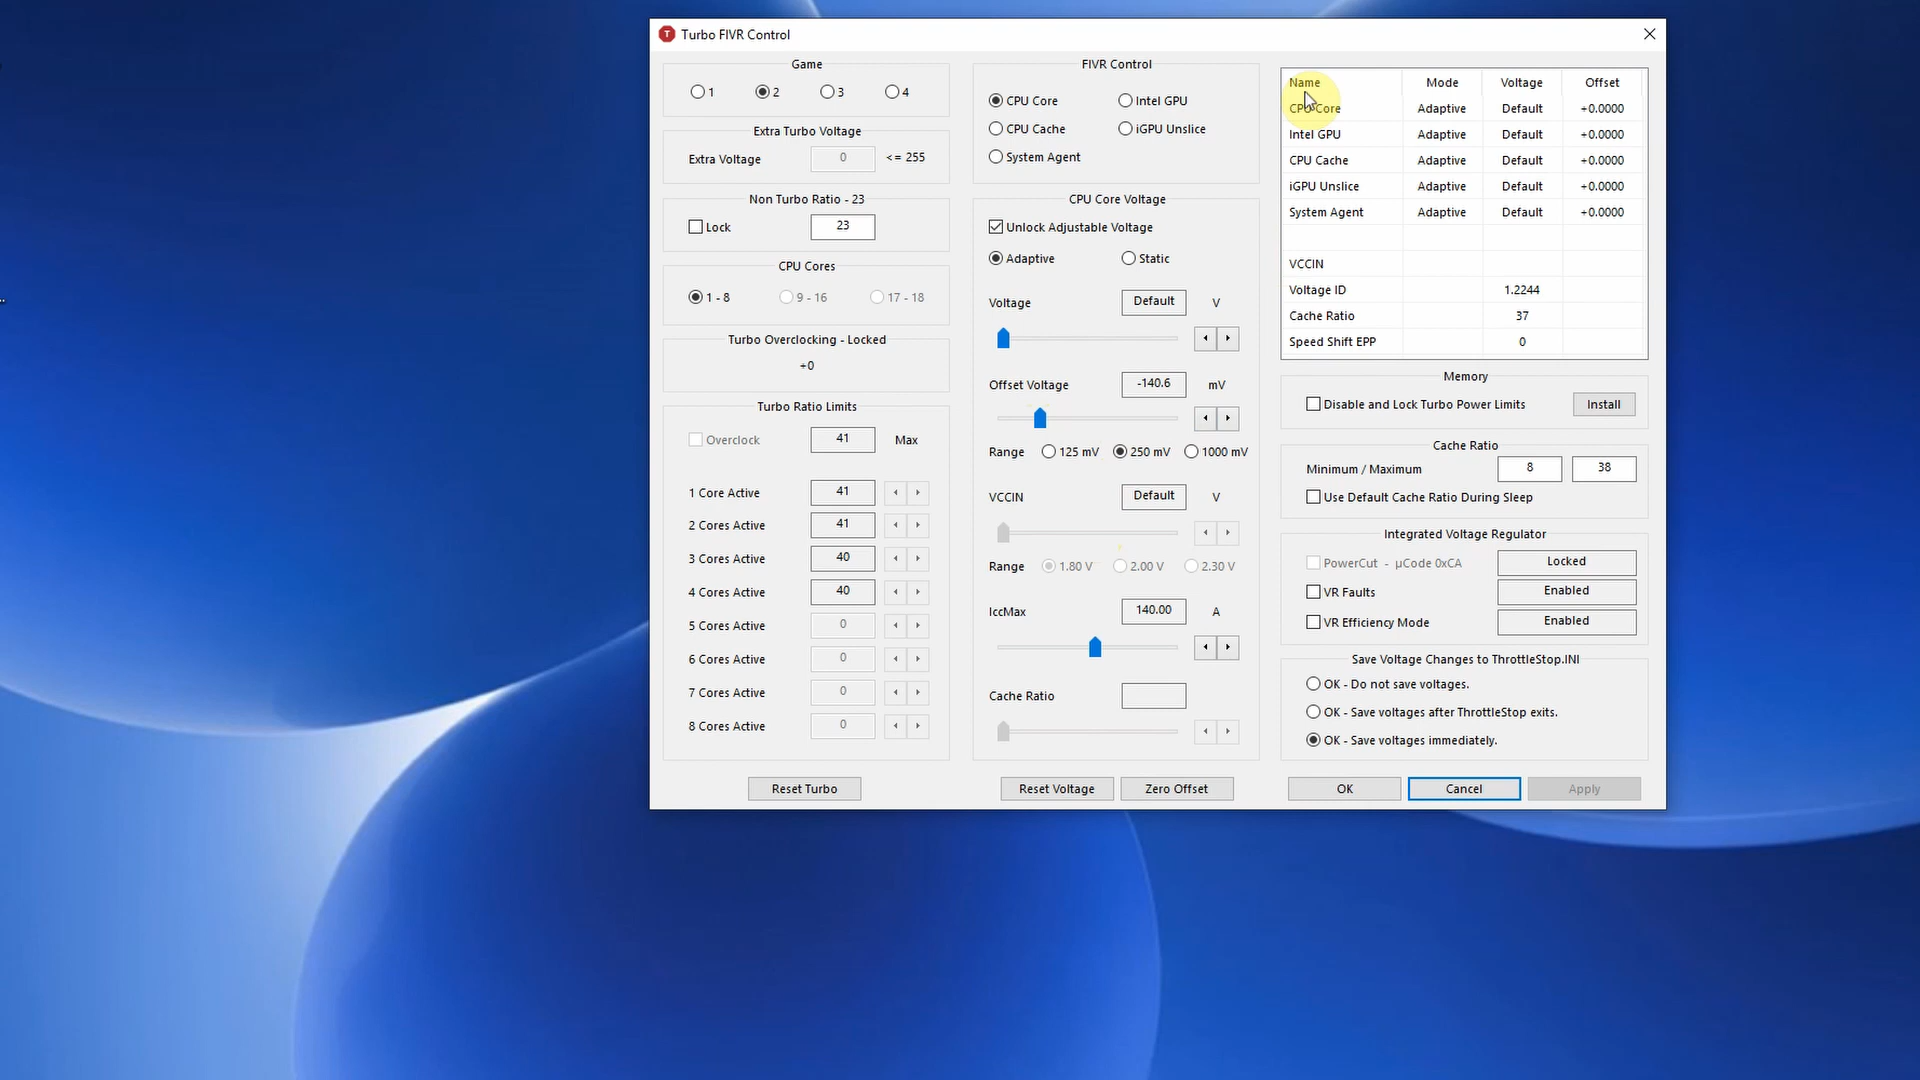 T Turbo FIVR Control
Game
1 2 3 4
Extra Turbo Voltage
Extra Voltage 0 <= 255
Non Turbo Ratio - 23
Lock 23
CPU Cores
1 - 8 9 - 16 17 - 18
Turbo Overclocking - Locked
+0
Turbo Ratio Limits
Overclock 41 Max
1 Core Active 41
2 Cores Active 41
3 Cores Active 40
4 Cores Active 40
5 Cores Active 0
6 Cores Active 0
7 Cores Active 0
8 Cores Active 0
Reset Turbo
FIVR Control
CPU Core Intel GPU
CPU Cache iGPU Unslice
System Agent
CPU Core Voltage
Unlock Adjustable Voltage
Adaptive Static
Voltage Default V
Offset Voltage -140.6 mV
Range 125 mV 250 mV 1000 mV
VCCIN Default V
Range 1.80 V 2.00 V 2.30 V
IccMax 140.00 A
Cache Ratio
Reset Voltage Zero Offset
Name Mode Voltage Offset
CPU Core Adaptive Default +0.0000
Intel GPU Adaptive Default +0.0000
CPU Cache Adaptive Default +0.0000
iGPU Unslice Adaptive Default +0.0000
System Agent Adaptive Default +0.0000
VCCIN
Voltage ID 1.2244
Cache Ratio 37
Speed Shift EPP 0
Memory
Disable and Lock Turbo Power Limits Install
Cache Ratio
Minimum / Maximum 8 38
Use Default Cache Ratio During Sleep
Integrated Voltage Regulator
PowerCut - µCode 0xCA Locked
VR Faults Enabled
VR Efficiency Mode Enabled
Save Voltage Changes to ThrottleStop.INI
OK - Do not save voltages.
OK - Save voltages after ThrottleStop exits.
OK - Save voltages immediately.
OK Cancel Apply